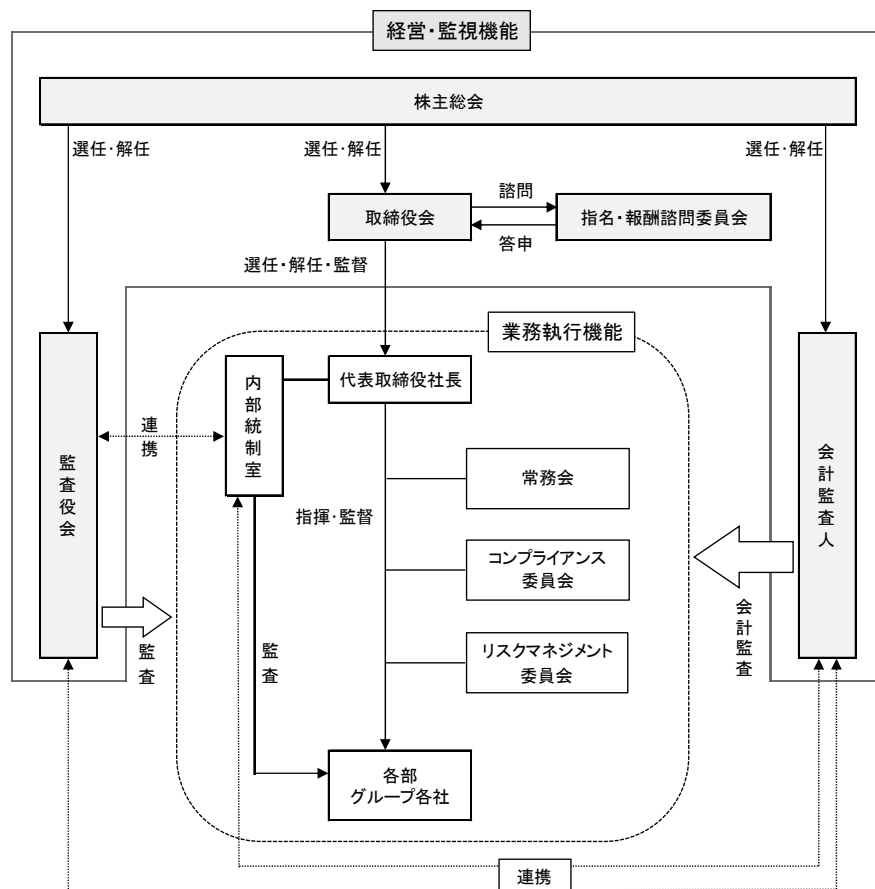 経営・監視機能
株主総会
選任・解任
選任・解任
選任・解任
取締役会
諮問
答申
指名・報酬諮問委員会
選任・解任・監督
業務執行機能
代表取締役社長
内部統制室
連携
監査役会
会計監査人
常務会
指揮・監督
コンプライアンス
委員会
リスクマネジメント
委員会
監査
監査
会計監査
各部
グループ各社
連携